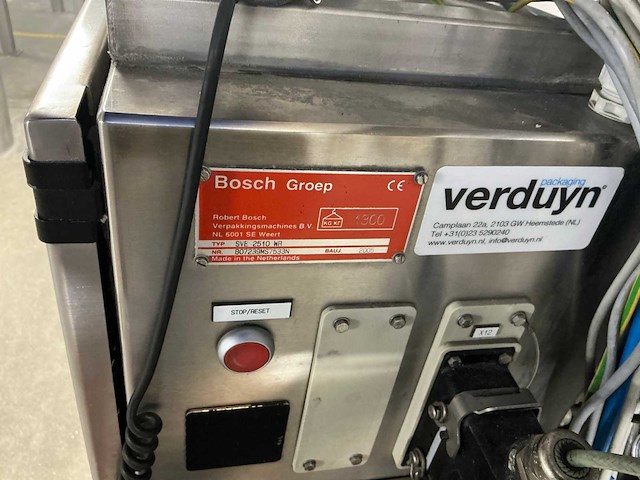 Bosch Groep
CE
Robert Bosch
Verpakkingsmachines B.V.
NL 6001 SE Weert
KG KG 1300
TYP SVE 2510 WR
NR. BAUJ. 2005
Made in the Netherlands
packaging
verduyn®
Camplaan 22a, 2103 GW Heemstede (NL)
Tel +31(0)23 5290240
www.verduyn.nl, info@verduyn.nl
STOP/RESET
X12